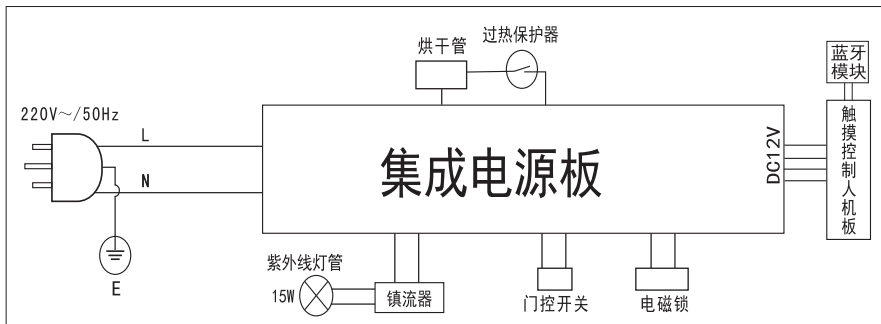 烘干管
过热保护器
蓝牙
模块
220V～/50Hz
L
N
集成电源板
DC12V
触摸控制人机板
E
紫外线灯管
15W
镇流器
门控开关
电磁锁